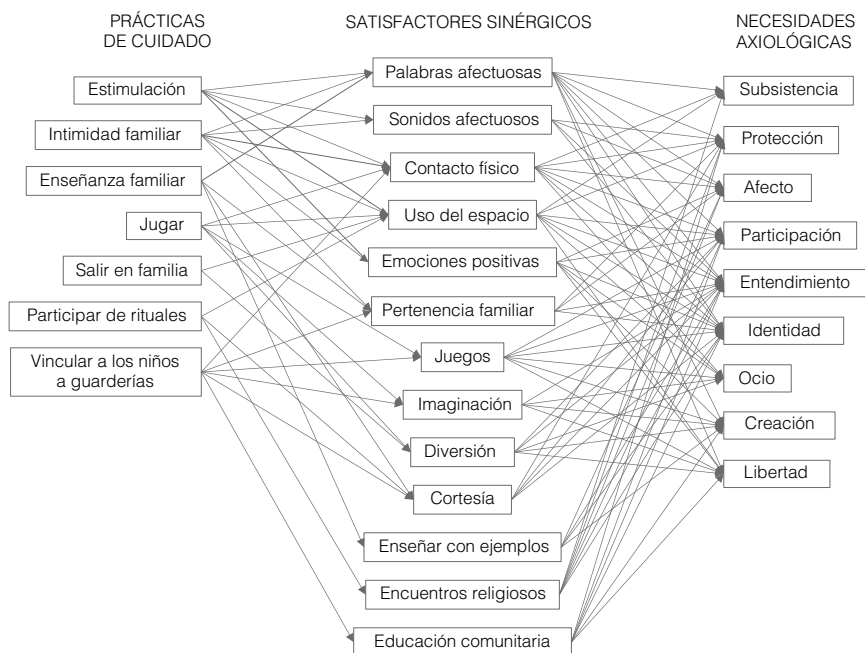 PRÁCTICAS
DE CUIDADO
SATISFACTORES SINÉRGICOS
NECESIDADES
AXIOLÓGICAS
Estimulación
Intimidad familiar
Enseñanza familiar
Jugar
Salir en familia
Participar de rituales
Vincular a los niños
a guarderías
Palabras afectuosas
Sonidos afectuosos
Contacto físico
Uso del espacio
Emociones positivas
Pertenencia familiar
Juegos
Imaginación
Diversión
Cortesía
Enseñar con ejemplos
Encuentros religiosos
Educación comunitaria
Subsistencia
Protección
Afecto
Participación
Entendimiento
Identidad
Ocio
Creación
Libertad